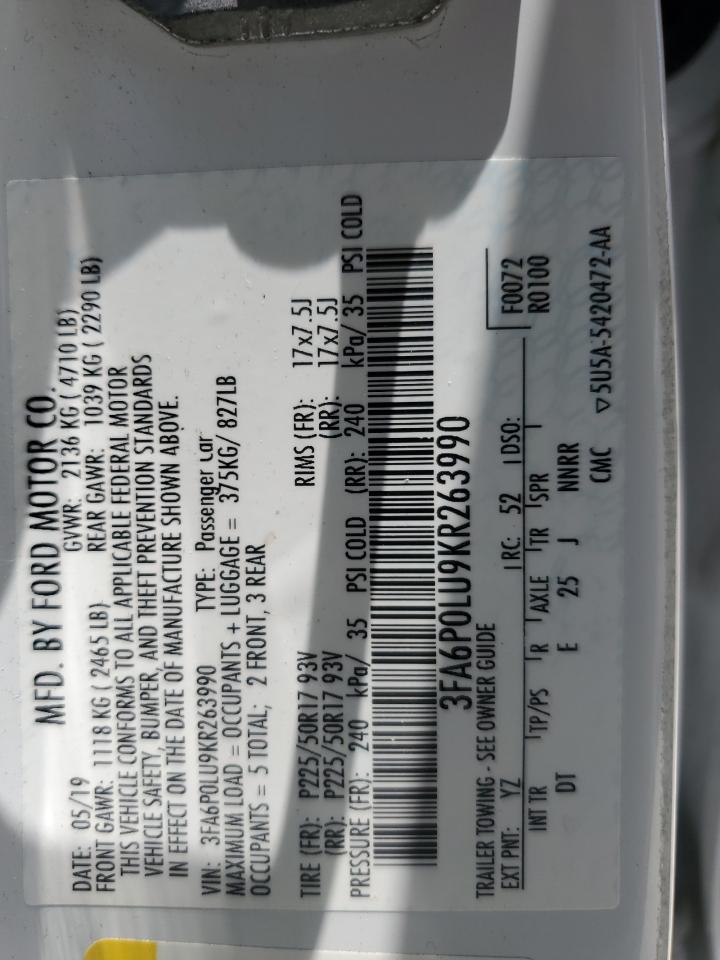 MFD. BY FORD MOTOR CO.
DATE: 05/19 GVWR: 2136 KG ( 4710 LB)
FRONT GAWR: 1118 KG ( 2465 LB) REAR GAWR: 1039 KG ( 2290 LB)
THIS VEHICLE CONFORMS TO ALL APPLICABLE FEDERAL MOTOR
VEHICLE SAFETY, BUMPER, AND THEFT PREVENTION STANDARDS
IN EFFECT ON THE DATE OF MANUFACTURE SHOWN ABOVE.
VIN: 3FA6P0LU9KR263990 TYPE: Passenger Car
MAXIMUM LOAD = OCCUPANTS + LUGGAGE = 375KG/ 827LB
OCCUPANTS = 5 TOTAL; 2 FRONT, 3 REAR
TIRE (FR): P225/50R17 93V RIMS (FR): 17x7.5J
(RR): P225/50R17 93V (RR): 17x7.5J
PRESSURE (FR): 240 kPa/ 35 PSI COLD (RR): 240 kPa/ 35 PSI COLD
3FA6P0LU9KR263990
TRAILER TOWING - SEE OWNER GUIDE F0072
EXT PNT: YZ RC: 52 DSO: R0100
INT TR TP/PS R AXLE TR SPR
DT E 25 J NNRR
CMC ▽5U5A-5420472-AA